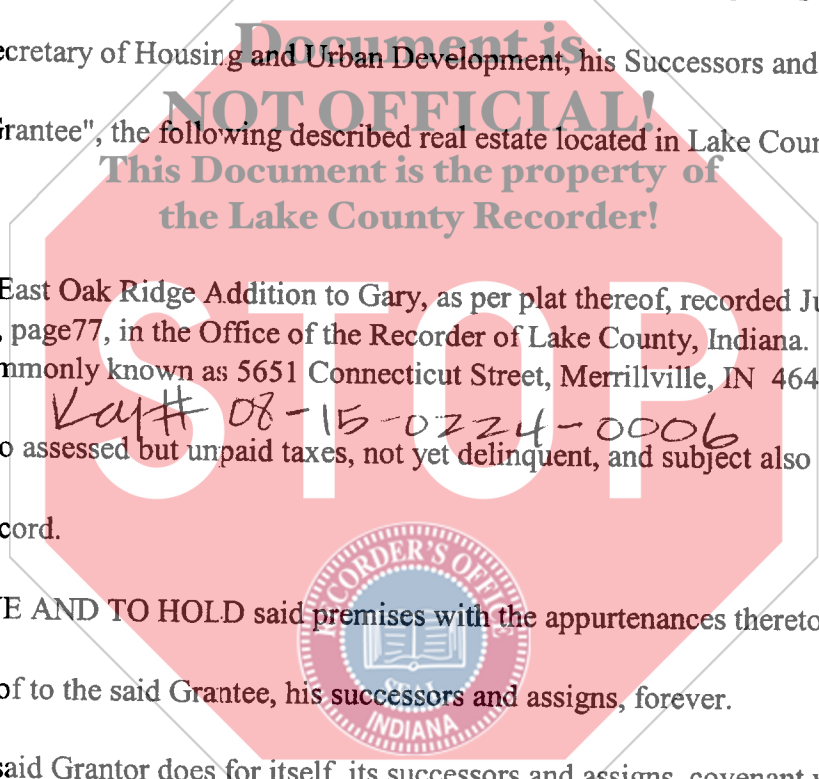 ecretary of Housing and Urban Development, his Successors and
Document is
NOT OFFICIAL!
rantee", the following described real estate located in Lake Coun
This Document is the property of
the Lake County Recorder!
STOP
East Oak Ridge Addition to Gary, as per plat thereof, recorded Ju
, page77, in the Office of the Recorder of Lake County, Indiana.
mmonly known as 5651 Connecticut Street, Merrillville, IN 464
Key# 08-15-0224-0006
o assessed but unpaid taxes, not yet delinquent, and subject also
cord.
RECORDER'S OFFICE
E AND TO HOLD said premises with the appurtenances thereto
of to the said Grantee, his successors and assigns, forever.
SEAL
INDIANA
said Grantor does for itself, its successors and assigns, covenant